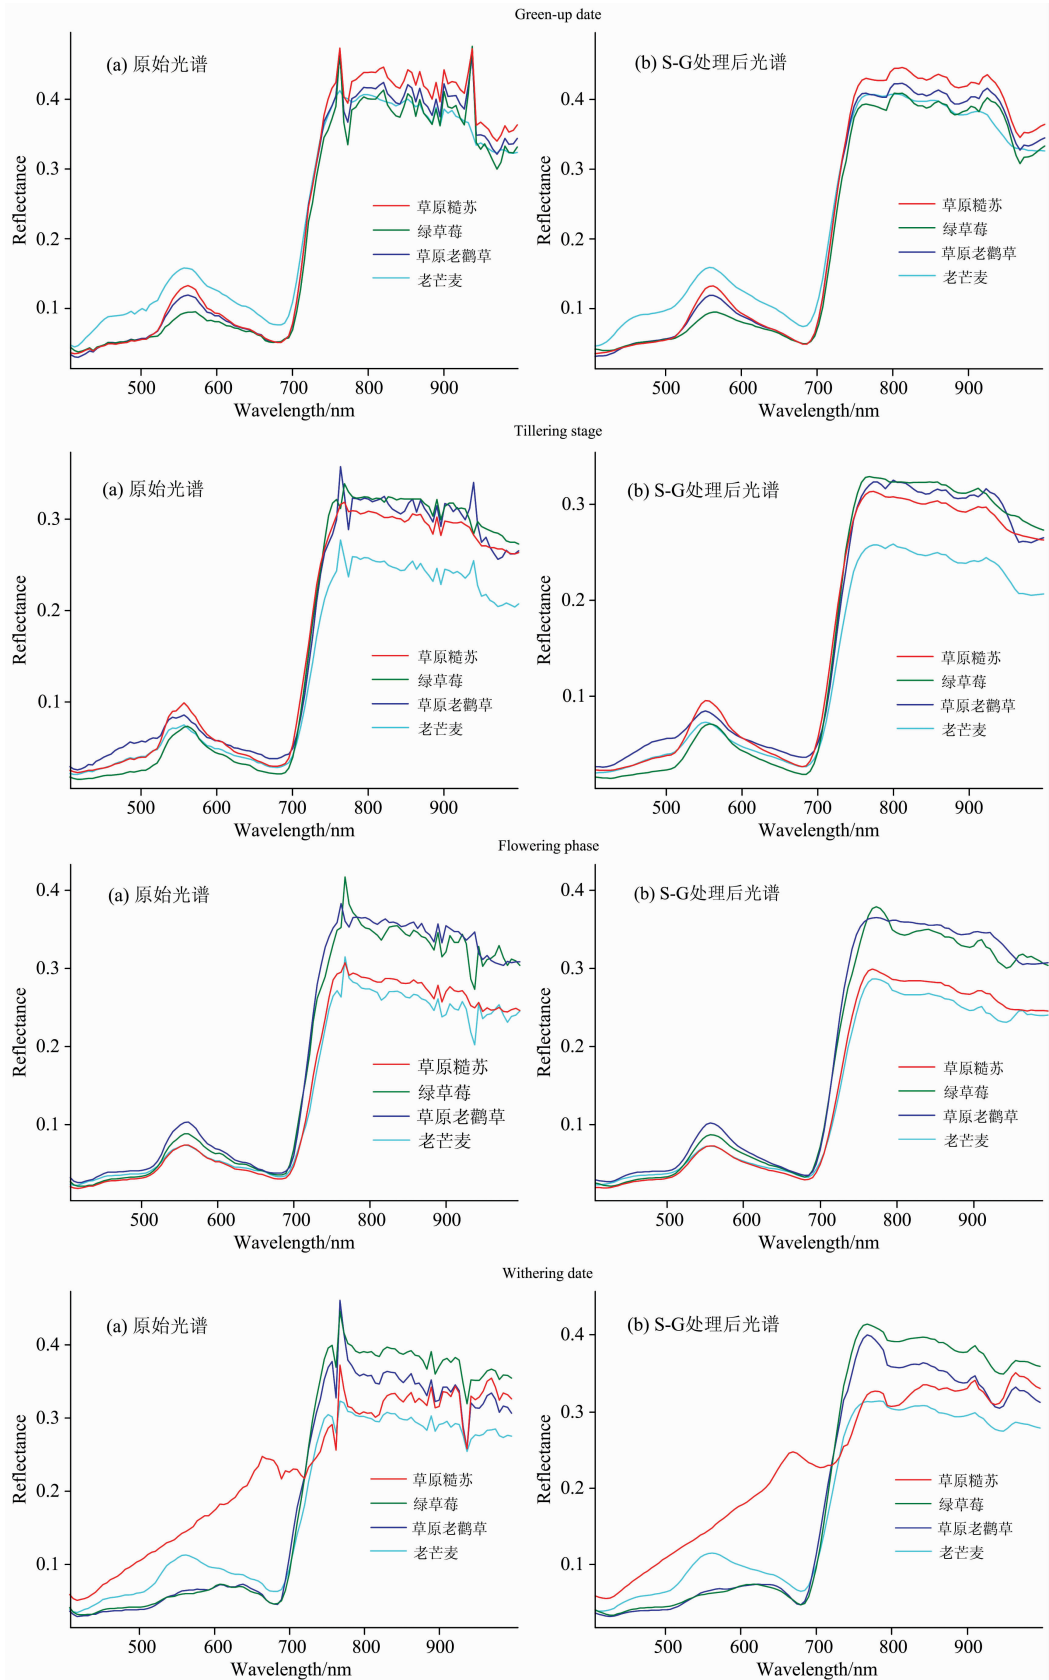 Green-up date
(a) 原始光谱
(b) S-G处理后光谱
0.4
0.3
0.2
0.1
Reflectance
草原糙苏
绿草莓
草原老鹳草
老芒麦
500
600
700
800
900
Wavelength/nm
0.4
0.3
0.2
0.1
Reflectance
草原糙苏
绿草莓
草原老鹳草
老芒麦
500
600
700
800
900
Wavelength/nm
Tillering stage
(a) 原始光谱
0.3
0.2
0.1
Reflectance
草原糙苏
绿草莓
草原老鹳草
老芒麦
500
600
700
800
900
Wavelength/nm
(b) S-G处理后光谱
0.3
0.2
0.1
Reflectance
草原糙苏
绿草莓
草原老鹳草
老芒麦
500
600
700
800
900
Wavelength/nm
Flowering phase
(a) 原始光谱
0.4
0.3
0.2
0.1
Reflectance
草原糙苏
绿草莓
草原老鹳草
老芒麦
500
600
700
800
900
Wavelength/nm
(b) S-G处理后光谱
0.4
0.3
0.2
0.1
Reflectance
草原糙苏
绿草莓
草原老鹳草
老芒麦
500
600
700
800
900
Wavelength/nm
Withering date
(a) 原始光谱
0.4
0.3
0.2
0.1
Reflectance
草原糙苏
绿草莓
草原老鹳草
老芒麦
500
600
700
800
900
Wavelength/nm
(b) S-G处理后光谱
0.4
0.3
0.2
0.1
Reflectance
草原糙苏
绿草莓
草原老鹳草
老芒麦
500
600
700
800
900
Wavelength/nm